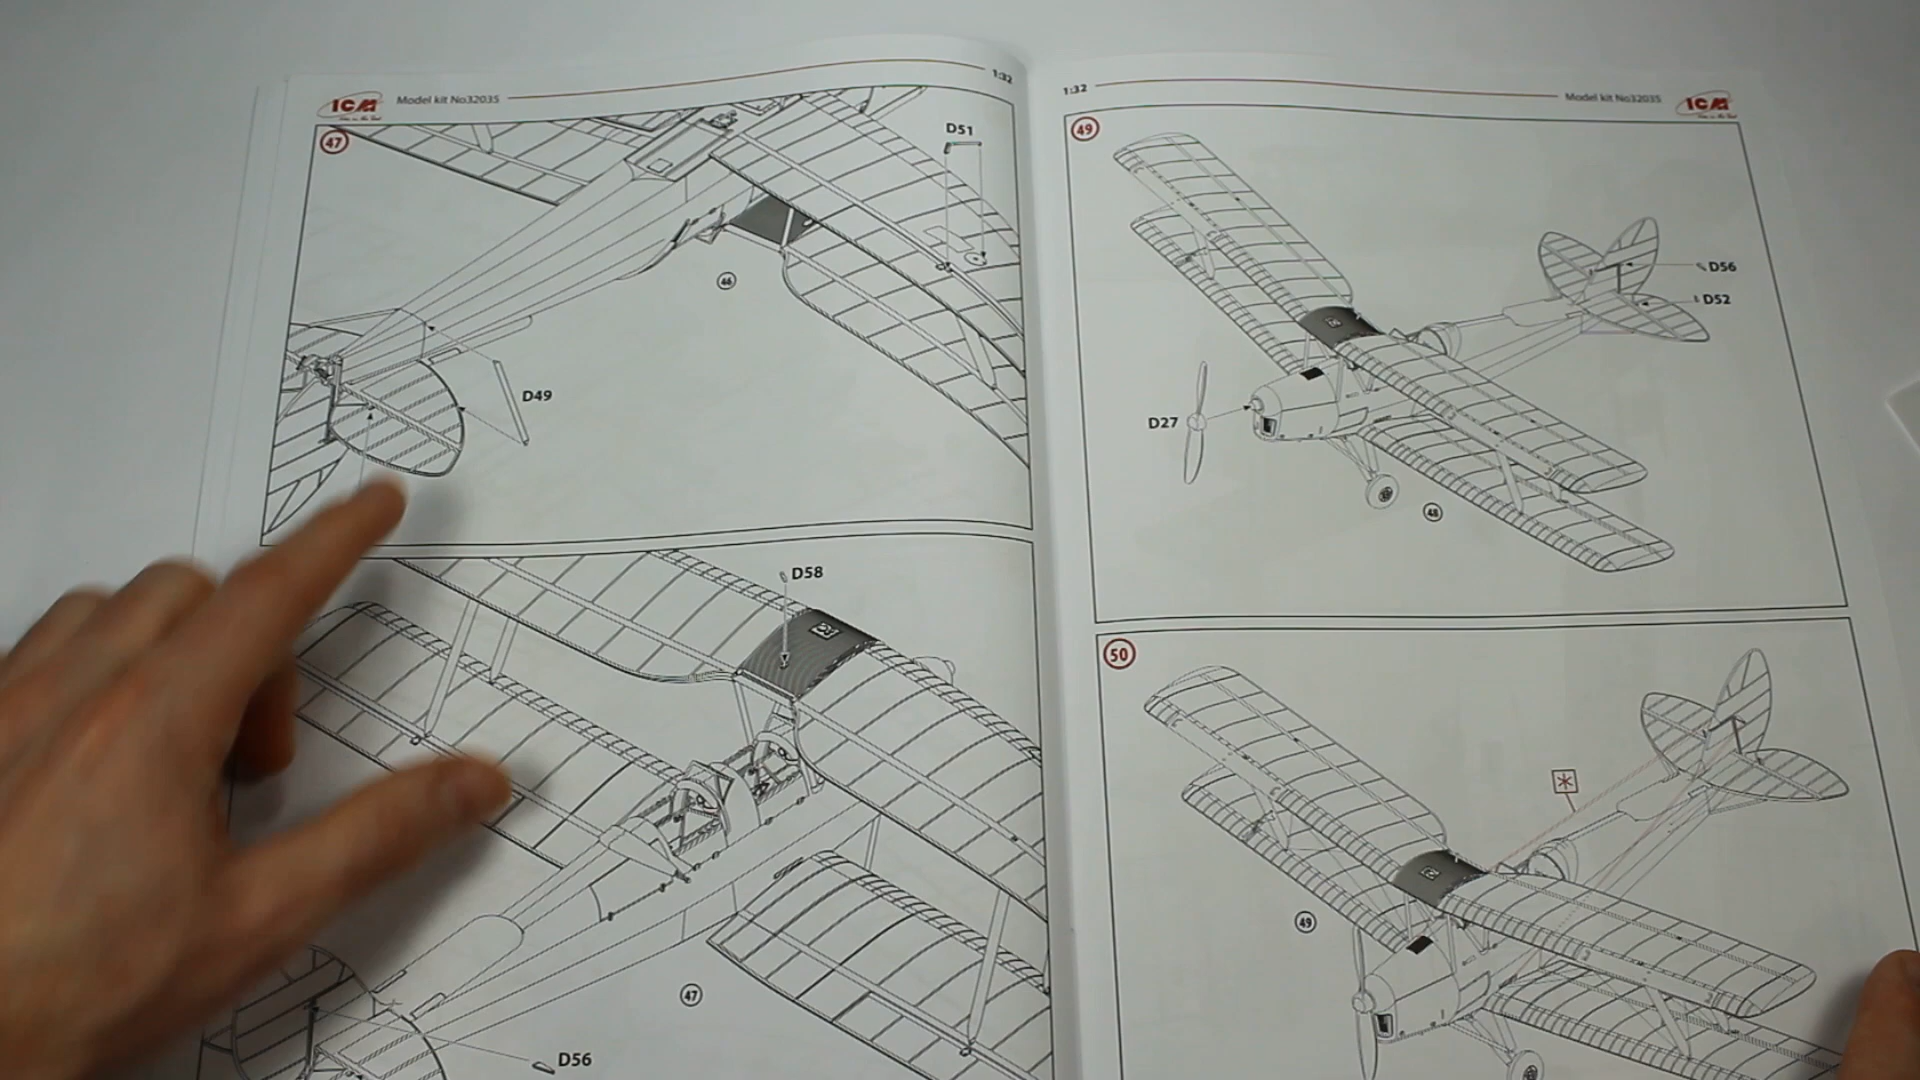 ICM Model kit No32035
1:32
47
D51
46
D49
D58
47
D56
1:32
Model kit No32035 ICM
49
D56
D52
D27
48
50
49